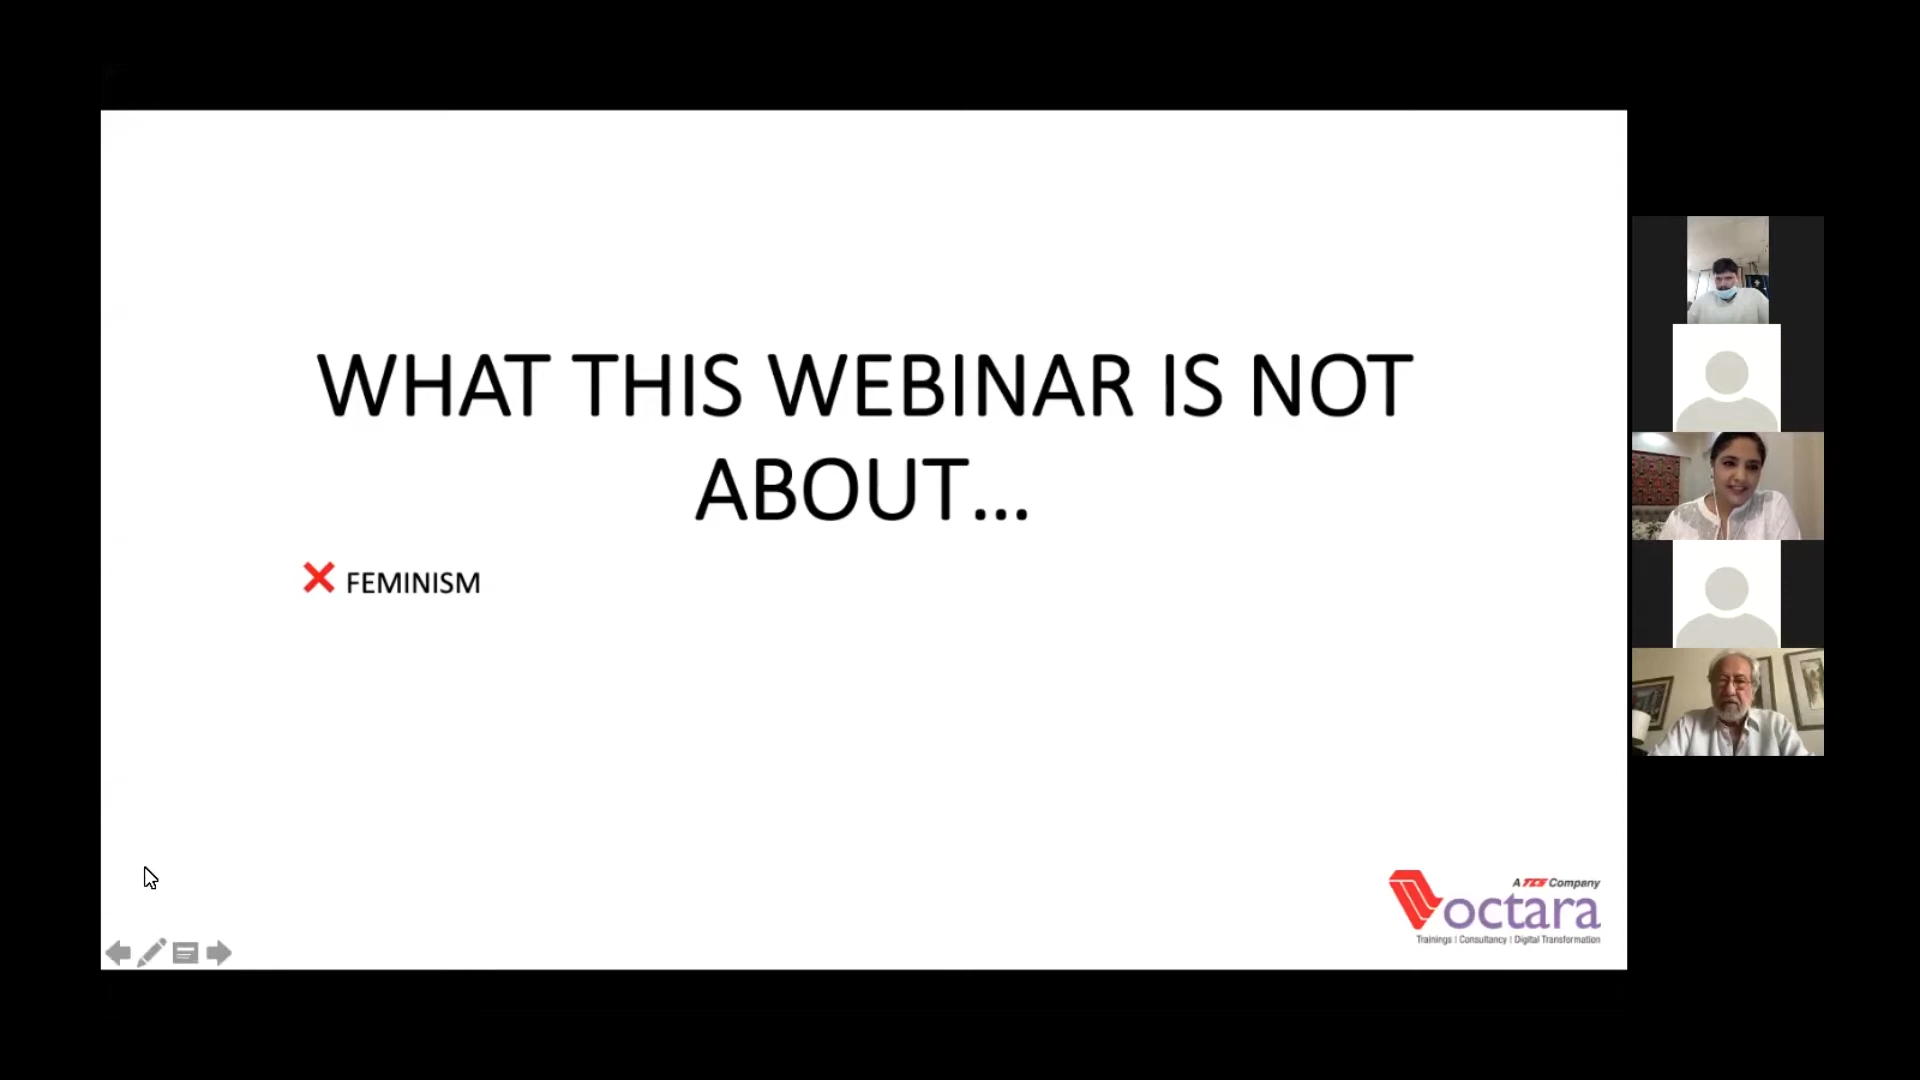 WHAT THIS WEBINAR IS NOT
ABOUT...
FEMINISM
A TCS Company
octara
Trainings | Consultancy | Digital Transformation